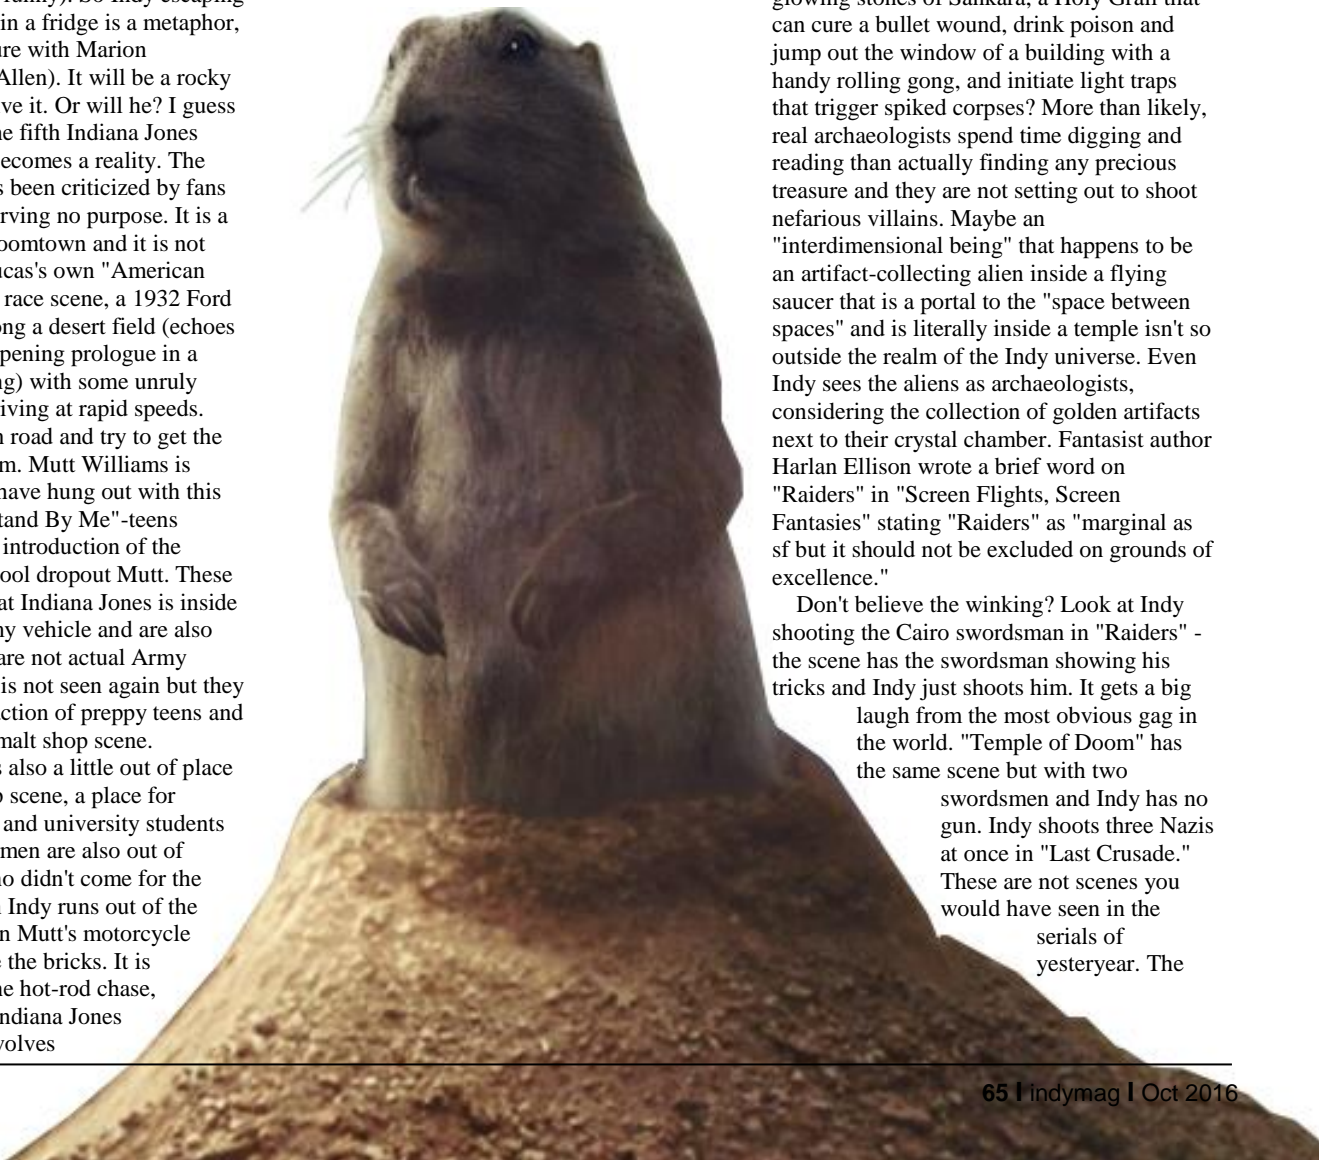 in a fridge is a metaphor,
ure with Marion
Allen). It will be a rocky
ve it. Or will he? I guess
he fifth Indiana Jones
ecomes a reality. The
s been criticized by fans
rving no purpose. It is a
oomtown and it is not
ucas's own "American
race scene, a 1932 Ford
ong a desert field (echoes
pening prologue in a
ng) with some unruly
iving at rapid speeds.
n road and try to get the
m. Mutt Williams is
have hung out with this
tand By Me"-teens
introduction of the
ool dropout Mutt. These
at Indiana Jones is inside
ny vehicle and are also
are not actual Army
is not seen again but they
ction of preppy teens and
malt shop scene.
s also a little out of place
p scene, a place for
and university students
men are also out of
ho didn't come for the
n Indy runs out of the
n Mutt's motorcycle
e the bricks. It is
he hot-rod chase,
ndiana Jones
volves
glowing stones of Sankara, a Holy Grail that
can cure a bullet wound, drink poison and
jump out the window of a building with a
handy rolling gong, and initiate light traps
that trigger spiked corpses? More than likely,
real archaeologists spend time digging and
reading than actually finding any precious
treasure and they are not setting out to shoot
nefarious villains. Maybe an
"interdimensional being" that happens to be
an artifact-collecting alien inside a flying
saucer that is a portal to the "space between
spaces" and is literally inside a temple isn't so
outside the realm of the Indy universe. Even
Indy sees the aliens as archaeologists,
considering the collection of golden artifacts
next to their crystal chamber. Fantasist author
Harlan Ellison wrote a brief word on
"Raiders" in "Screen Flights, Screen
Fantasies" stating "Raiders" as "marginal as
sf but it should not be excluded on grounds of
excellence."
Don't believe the winking? Look at Indy
shooting the Cairo swordsman in "Raiders" -
the scene has the swordsman showing his
tricks and Indy just shoots him. It gets a big
laugh from the most obvious gag in
the world. "Temple of Doom" has
the same scene but with two
swordsmen and Indy has no
gun. Indy shoots three Nazis
at once in "Last Crusade."
These are not scenes you
would have seen in the
serials of
yesteryear. The
65 I indymag I Oct 2016